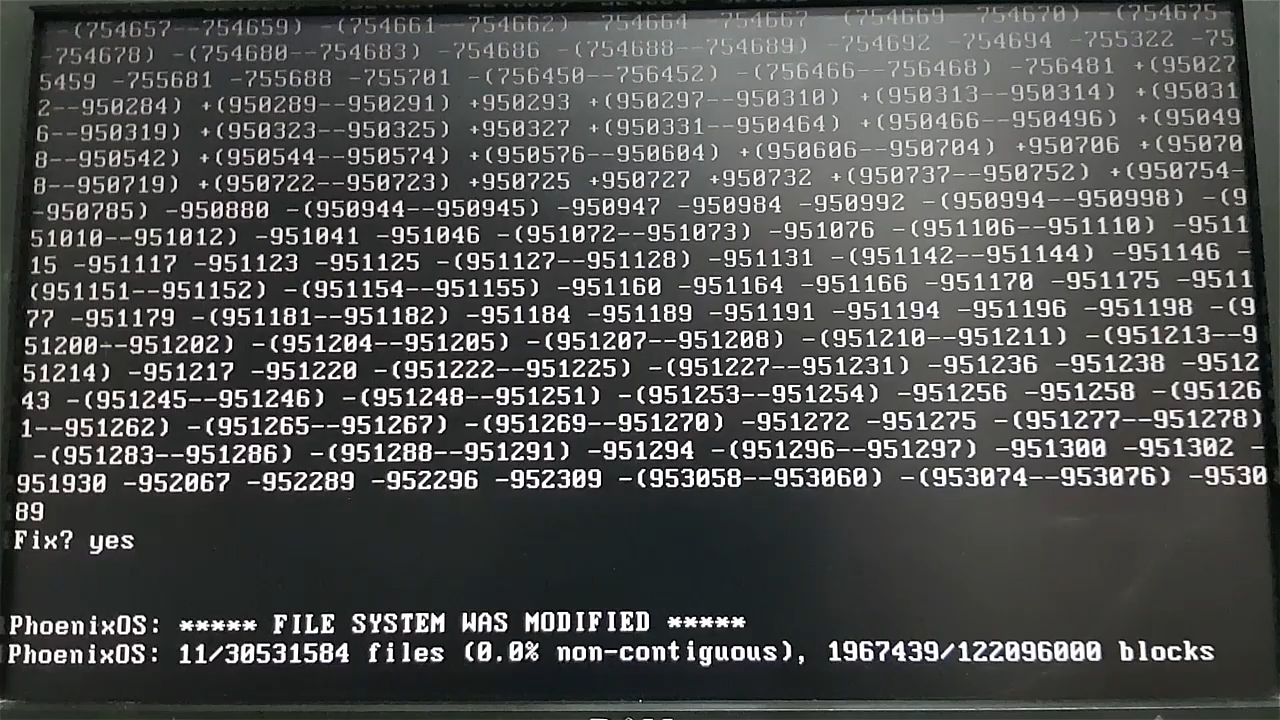 -(754657--754659) -(754661--754662) 754664 754667 (754669 754670) (754675-
-754678) -(754680--754683) -754686 -(754688--754689) -754692 -754694 -755322 -75
5459 -755681 -755688 -755701 -(756450--756452) -(756466--756468) -756481 +(95027
2--950284) +(950289--950291) +950293 +(950297--950310) +(950313--950314) +(95031
6--950319) +(950323--950325) +950327 +(950331--950464) +(950466--950496) +(95049
8--950542) +(950544--950574) +(950576--950604) +(950606--950704) +950706 +(95070
8--950719) +(950722--950723) +950725 +950727 +950732 +(950737--950752) +(950754-
-950785) -950880 -(950944--950945) -950947 -950984 -950992 -(950994--950998) -(9
51010--951012) -951041 -951046 -(951072--951073) -951076 -(951106--951110) -9511
15 -951117 -951123 -951125 -(951127--951128) -951131 -(951142--951144) -951146 -
(951151--951152) -(951154--951155) -951160 -951164 -951166 -951170 -951175 -9511
77 -951179 -(951181--951182) -951184 -951189 -951191 -951194 -951196 -951198 -(9
51200--951202) -(951204--951205) -(951207--951208) -(951210--951211) -(951213--9
51214) -951217 -951220 -(951222--951225) -(951227--951231) -951236 -951238 -9512
43 -(951245--951246) -(951248--951251) -(951253--951254) -951256 -951258 -(95126
1--951262) -(951265--951267) -(951269--951270) -951272 -951275 -(951277--951278)
-(951283--951286) -(951288--951291) -951294 -(951296--951297) -951300 -951302 -
951930 -952067 -952289 -952296 -952309 -(953058--953060) -(953074--953076) -9530
89
Fix? yes
PhoenixOS: ***** FILE SYSTEM WAS MODIFIED *****
PhoenixOS: 11/30531584 files (0.0% non-contiguous), 1967439/122096000 blocks